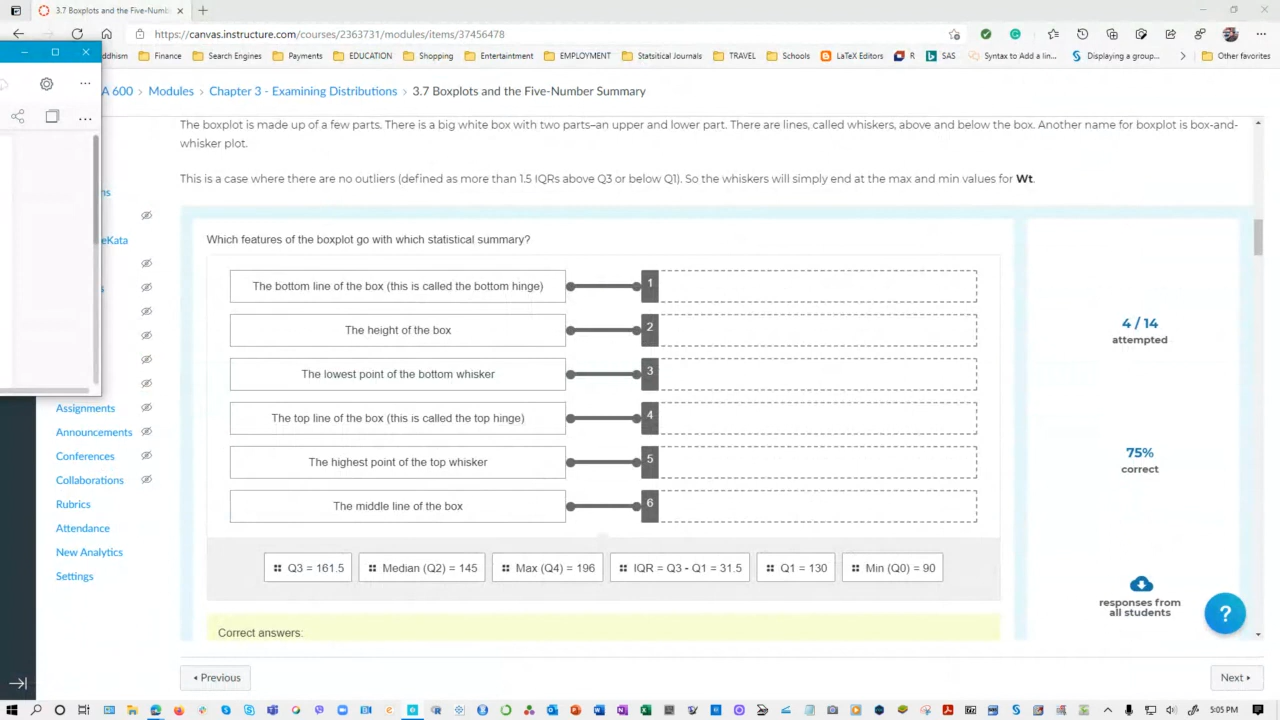 3.7 Boxplots and the Five-Numb
https://canvas.instructure.com/courses/2363731/modules/items/37456478
ddhism Finance Search Engines Payments EDUCATION Shopping Entertainment EMPLOYMENT Statsitical Journals TRAVEL Schools LaTeX Editors R SAS Syntax to Add a lin... Displaying a group... Other favorites
A 600 › Modules › Chapter 3 - Examining Distributions › 3.7 Boxplots and the Five-Number Summary
The boxplot is made up of a few parts. There is a big white box with two parts–an upper and lower part. There are lines, called whiskers, above and below the box. Another name for boxplot is box-and-
whisker plot.
This is a case where there are no outliers (defined as more than 1.5 IQRs above Q3 or below Q1). So the whiskers will simply end at the max and min values for Wt.
ns
eKata
s
Assignments
Announcements
Conferences
Collaborations
Rubrics
Attendance
New Analytics
Settings
Which features of the boxplot go with which statistical summary?
The bottom line of the box (this is called the bottom hinge) 1
The height of the box 2
The lowest point of the bottom whisker 3
The top line of the box (this is called the top hinge) 4
The highest point of the top whisker 5
The middle line of the box 6
Q3 = 161.5 Median (Q2) = 145 Max (Q4) = 196 IQR = Q3 - Q1 = 31.5 Q1 = 130 Min (Q0) = 90
Correct answers:
4 / 14
attempted
75%
correct
responses from
all students
?
Previous Next
5:05 PM